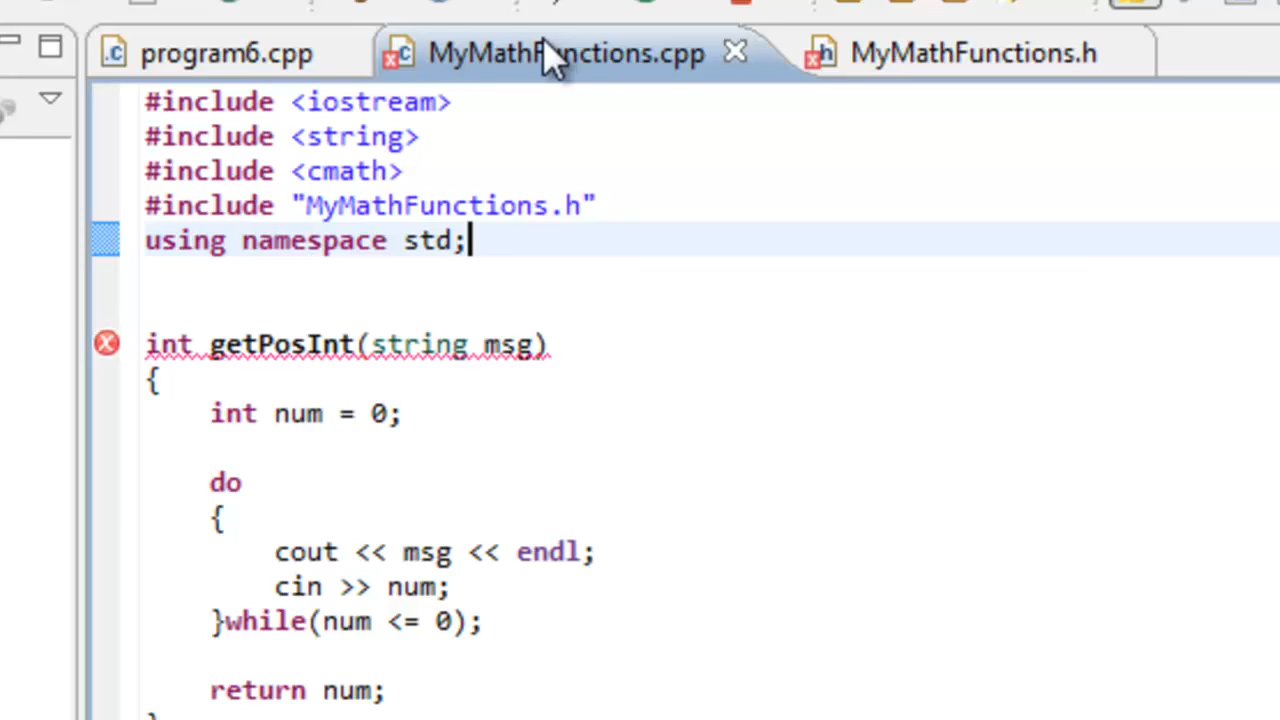 program6.cpp MyMathFunctions.cpp MyMathFunctions.h
#include <iostream>
#include <string>
#include <cmath>
#include "MyMathFunctions.h"
using namespace std;
int getPosInt(string msg)
{
int num = 0;
do
{
cout << msg << endl;
cin >> num;
}while(num <= 0);
return num;
}